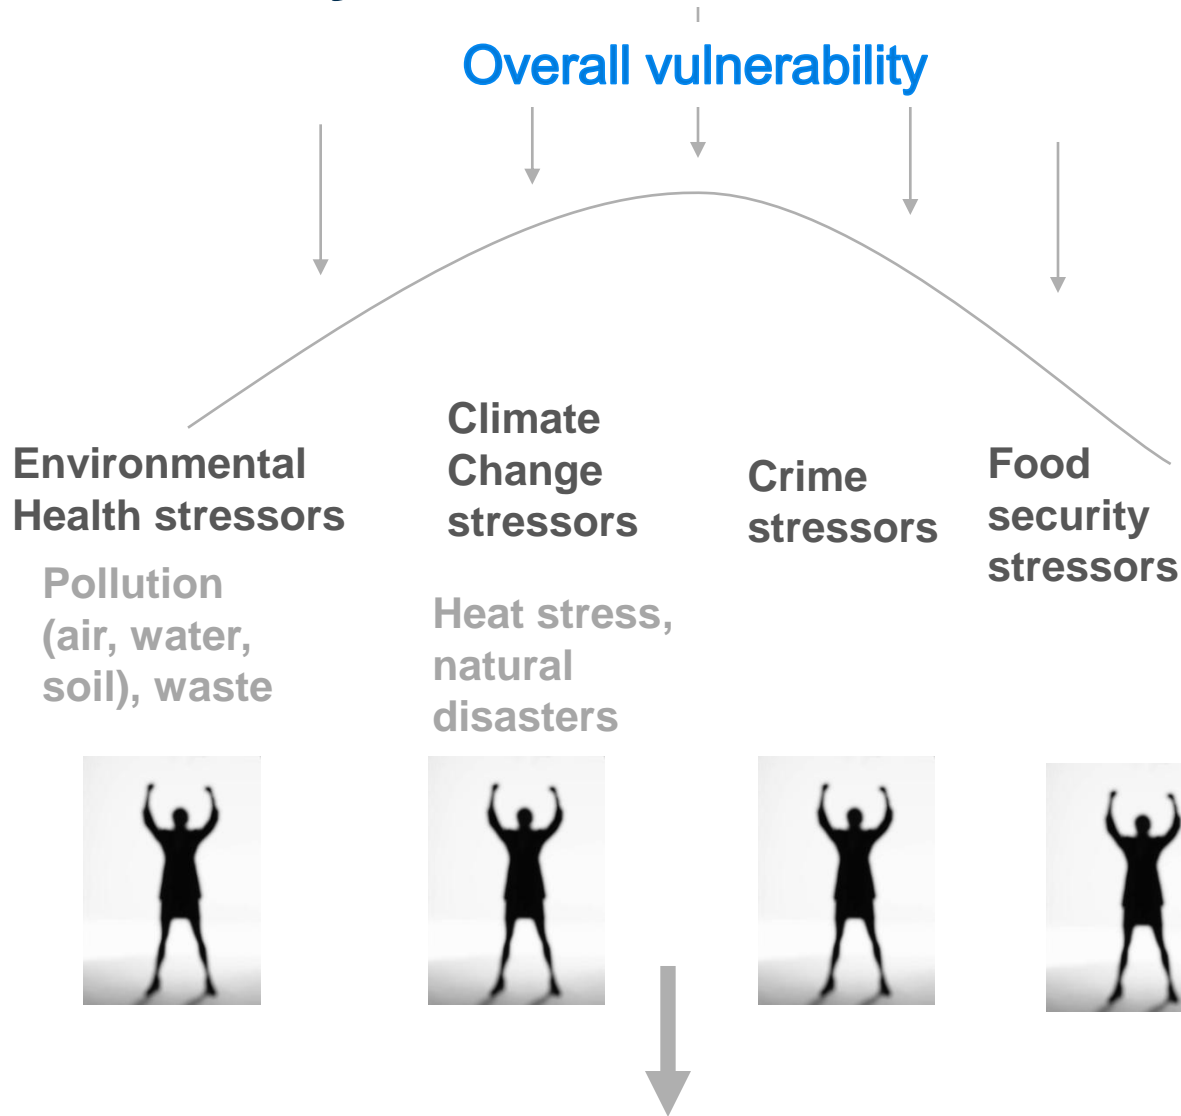 Overall vulnerability
Environmental
Health stressors
Pollution
(air, water,
soil), waste
Climate
Change
stressors
Heat stress,
natural
disasters
Crime
stressors
Food
security
stressors